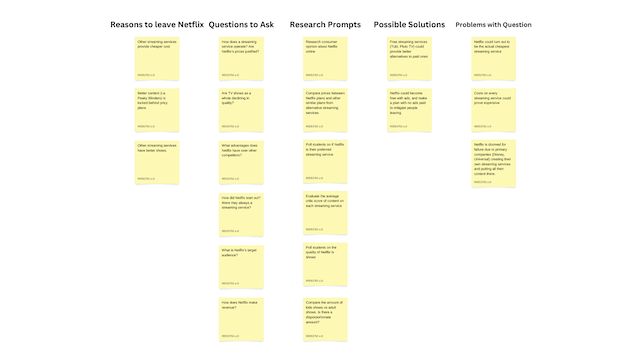 Reasons to leave Netflix
Questions to Ask
Research Prompts
Possible Solutions
Problems with Question
Other streaming services
provide cheaper cost
Better content (i.e.
Peaky Blinders) is
locked behind pricy
plans
Other streaming services
have better shows.
How does a streaming
service operate? Are
Netflix's prices justified?
Are TV shows as a
whole declining in
quality?
What advantages does
Netflix have over other
competitors?
How did Netflix start out?
Were they always a
streaming service?
What is Netflix's target
audience?
How does Netflix make
revenue?
Research consumer
opinion about Netflix
online
Compare prices between
Netflix plans and other
similar plans from
alternative streaming
services
Poll students on if Netflix
is their preferred
streaming service
Evaluate the average
critic score of content on
each streaming service
Poll students on the
quality of Netflix is
shows
Compare the amount of
kids shows vs adult
shows. Is there a
disproportionate
amount?
Free streaming services
(Tubi, Pluto TV) could
provide better
alternatives to paid ones
Netflix could become
free with ads, and make
a plan with no ads paid
to mitigate people
leaving
Netflix could turn out to
be the actual cheapest
streaming service
Costs on every
streaming service could
prove expensive
Netflix is doomed for
failure due to primary
companies (Disney,
Universal) creating their
own streaming services
and putting all their
content there.